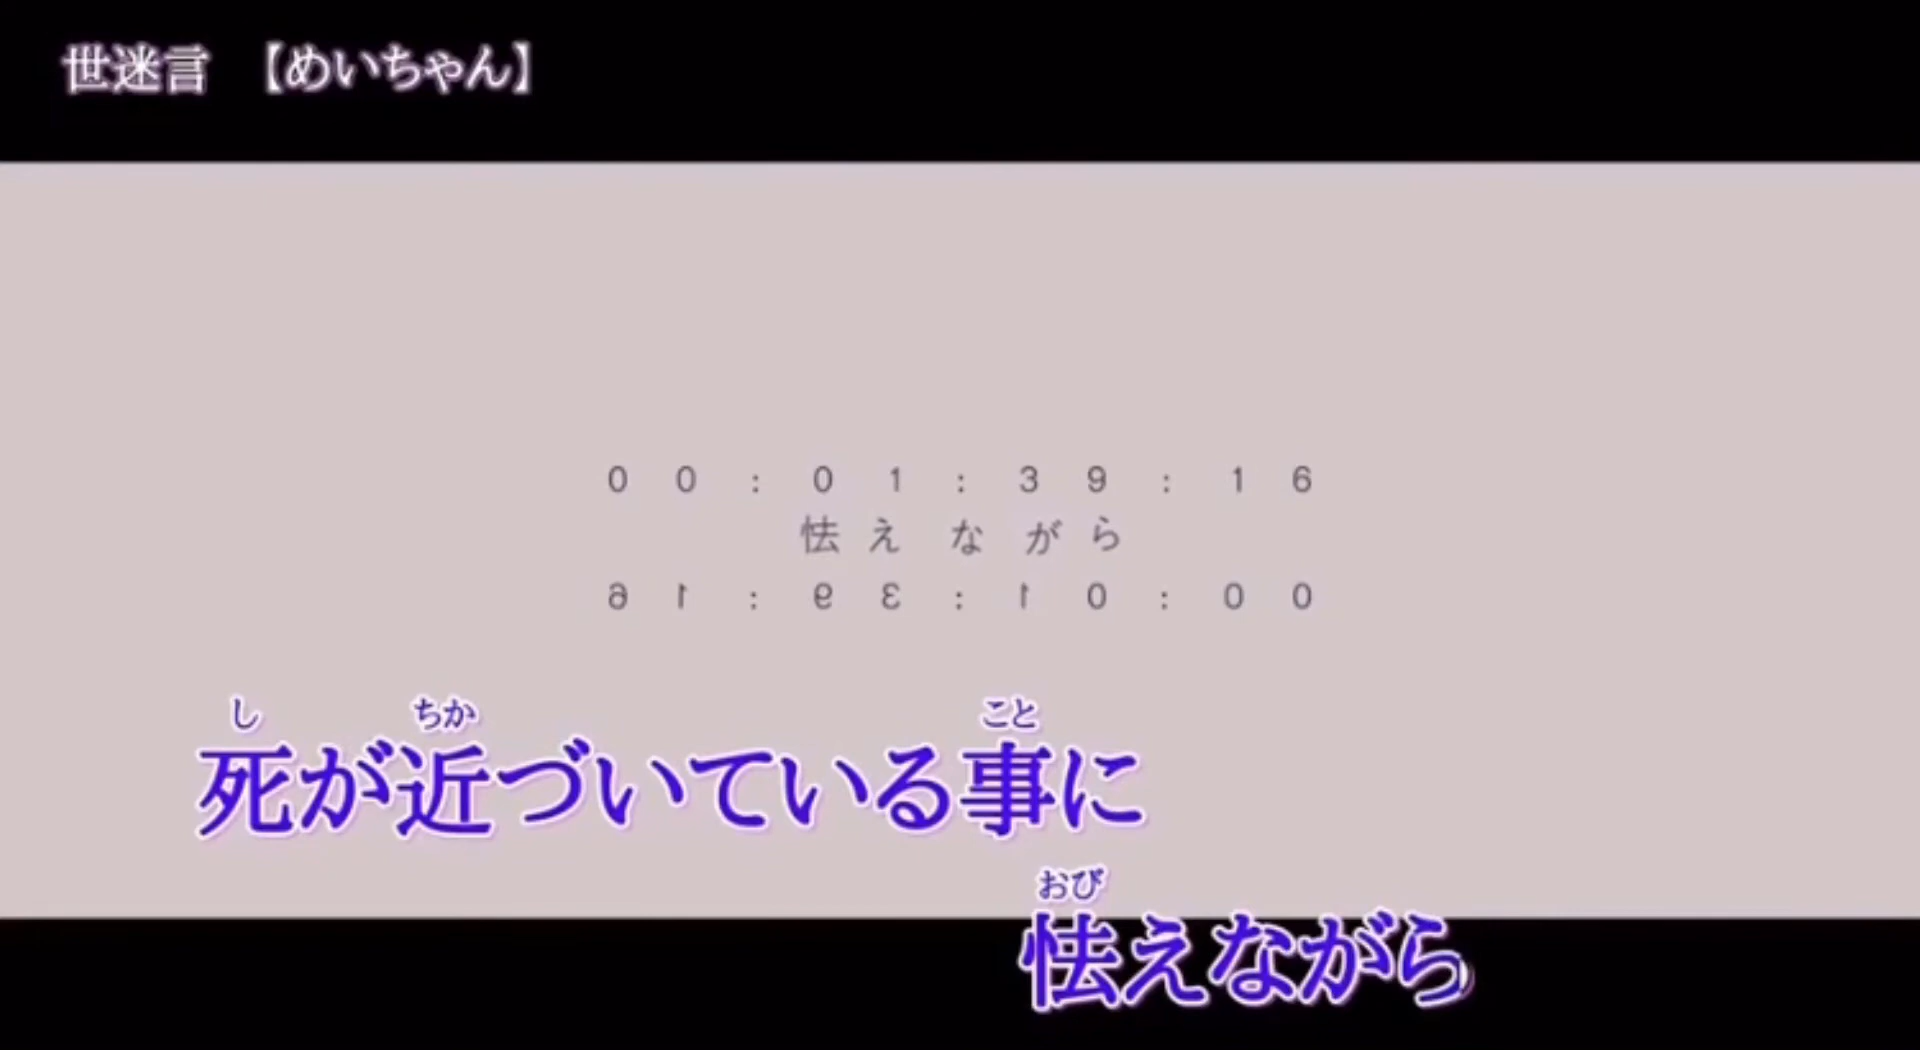 世迷言 【めいちゃん】
00:01:39:16
怯えながら
00:01:39:16
し ちか こと
死が近づいている事に
おび
怯えながら